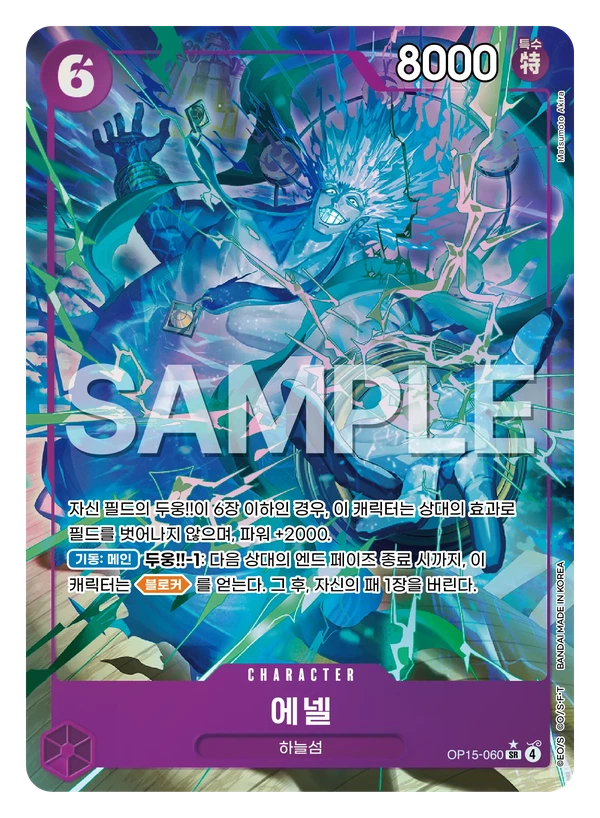 6
8000
특수
特
Matsumoto Akira
SAMPLE
자신 필드의 두웅!!이 6장 이하인 경우, 이 캐릭터는 상대의 효과로
필드를 벗어나지 않으며, 파워 +2000.
기동: 메인 두웅!!-1: 다음 상대의 엔드 페이즈 종료 시까지, 이
캐릭터는 블로커 를 얻는다. 그 후, 자신의 패 1장을 버린다.
CHARACTER
에넬
하늘섬
OP15-060 ★ SR 4
©EO/S ©O/S·F·T BANDAI MADE IN KOREA